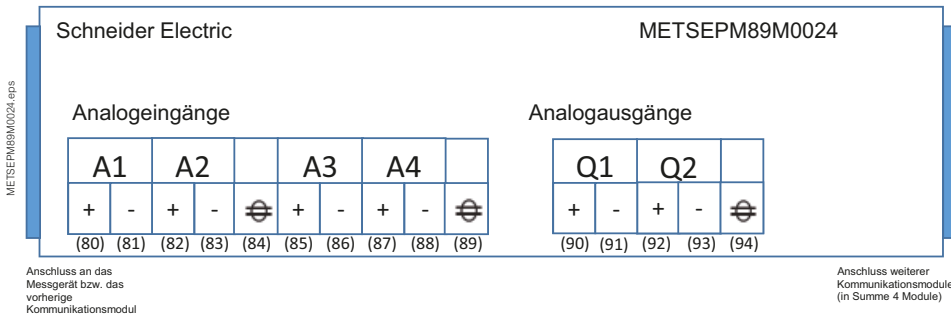 Schneider Electric METSEPM89M0024
METSEPM89M0024.eps
Analogeingänge Analogausgänge
A1 A2 A3 A4 Q1 Q2
+ - + - + - + - + - + -
(80) (81) (82) (83) (84) (85) (86) (87) (88) (89) (90) (91) (92) (93) (94)
Anschluss an das
Messgerät bzw. das
vorherige
Kommunikationsmodul
Anschluss weiterer
Kommunikationsmodule
(in Summe 4 Module)